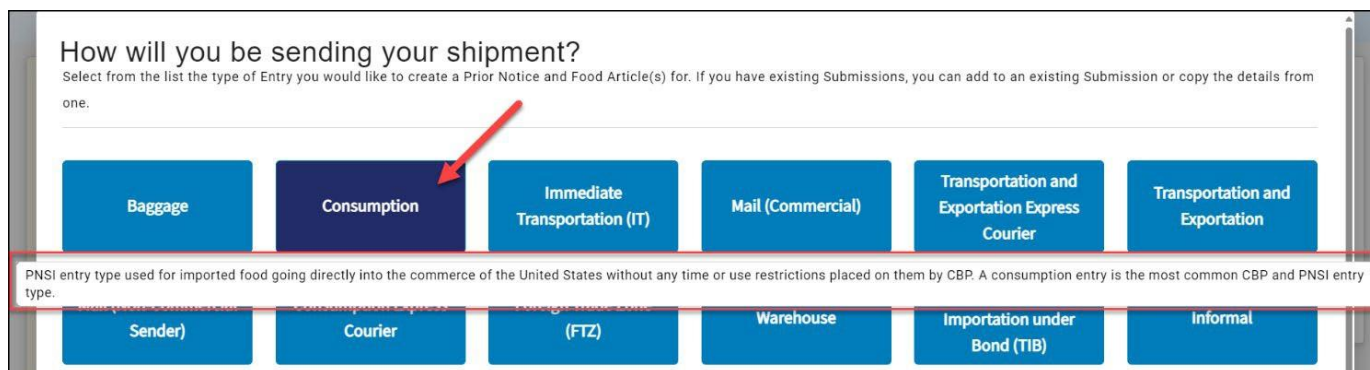 How will you be sending your shipment?
Select from the list the type of Entry you would like to create a Prior Notice and Food Article(s) for. If you have existing Submissions, you can add to an existing Submission or copy the details from
one.
Baggage
Consumption
Immediate
Transportation (IT)
Mail (Commercial)
Transportation and
Exportation Express
Courier
Transportation and
Exportation
PNSI entry type used for imported food going directly into the commerce of the United States without any time or use restrictions placed on them by CBP. A consumption entry is the most common CBP and PNSI entry
type.
Sender)
Courier
(FTZ)
Warehouse
Importation under
Bond (TIB)
Informal